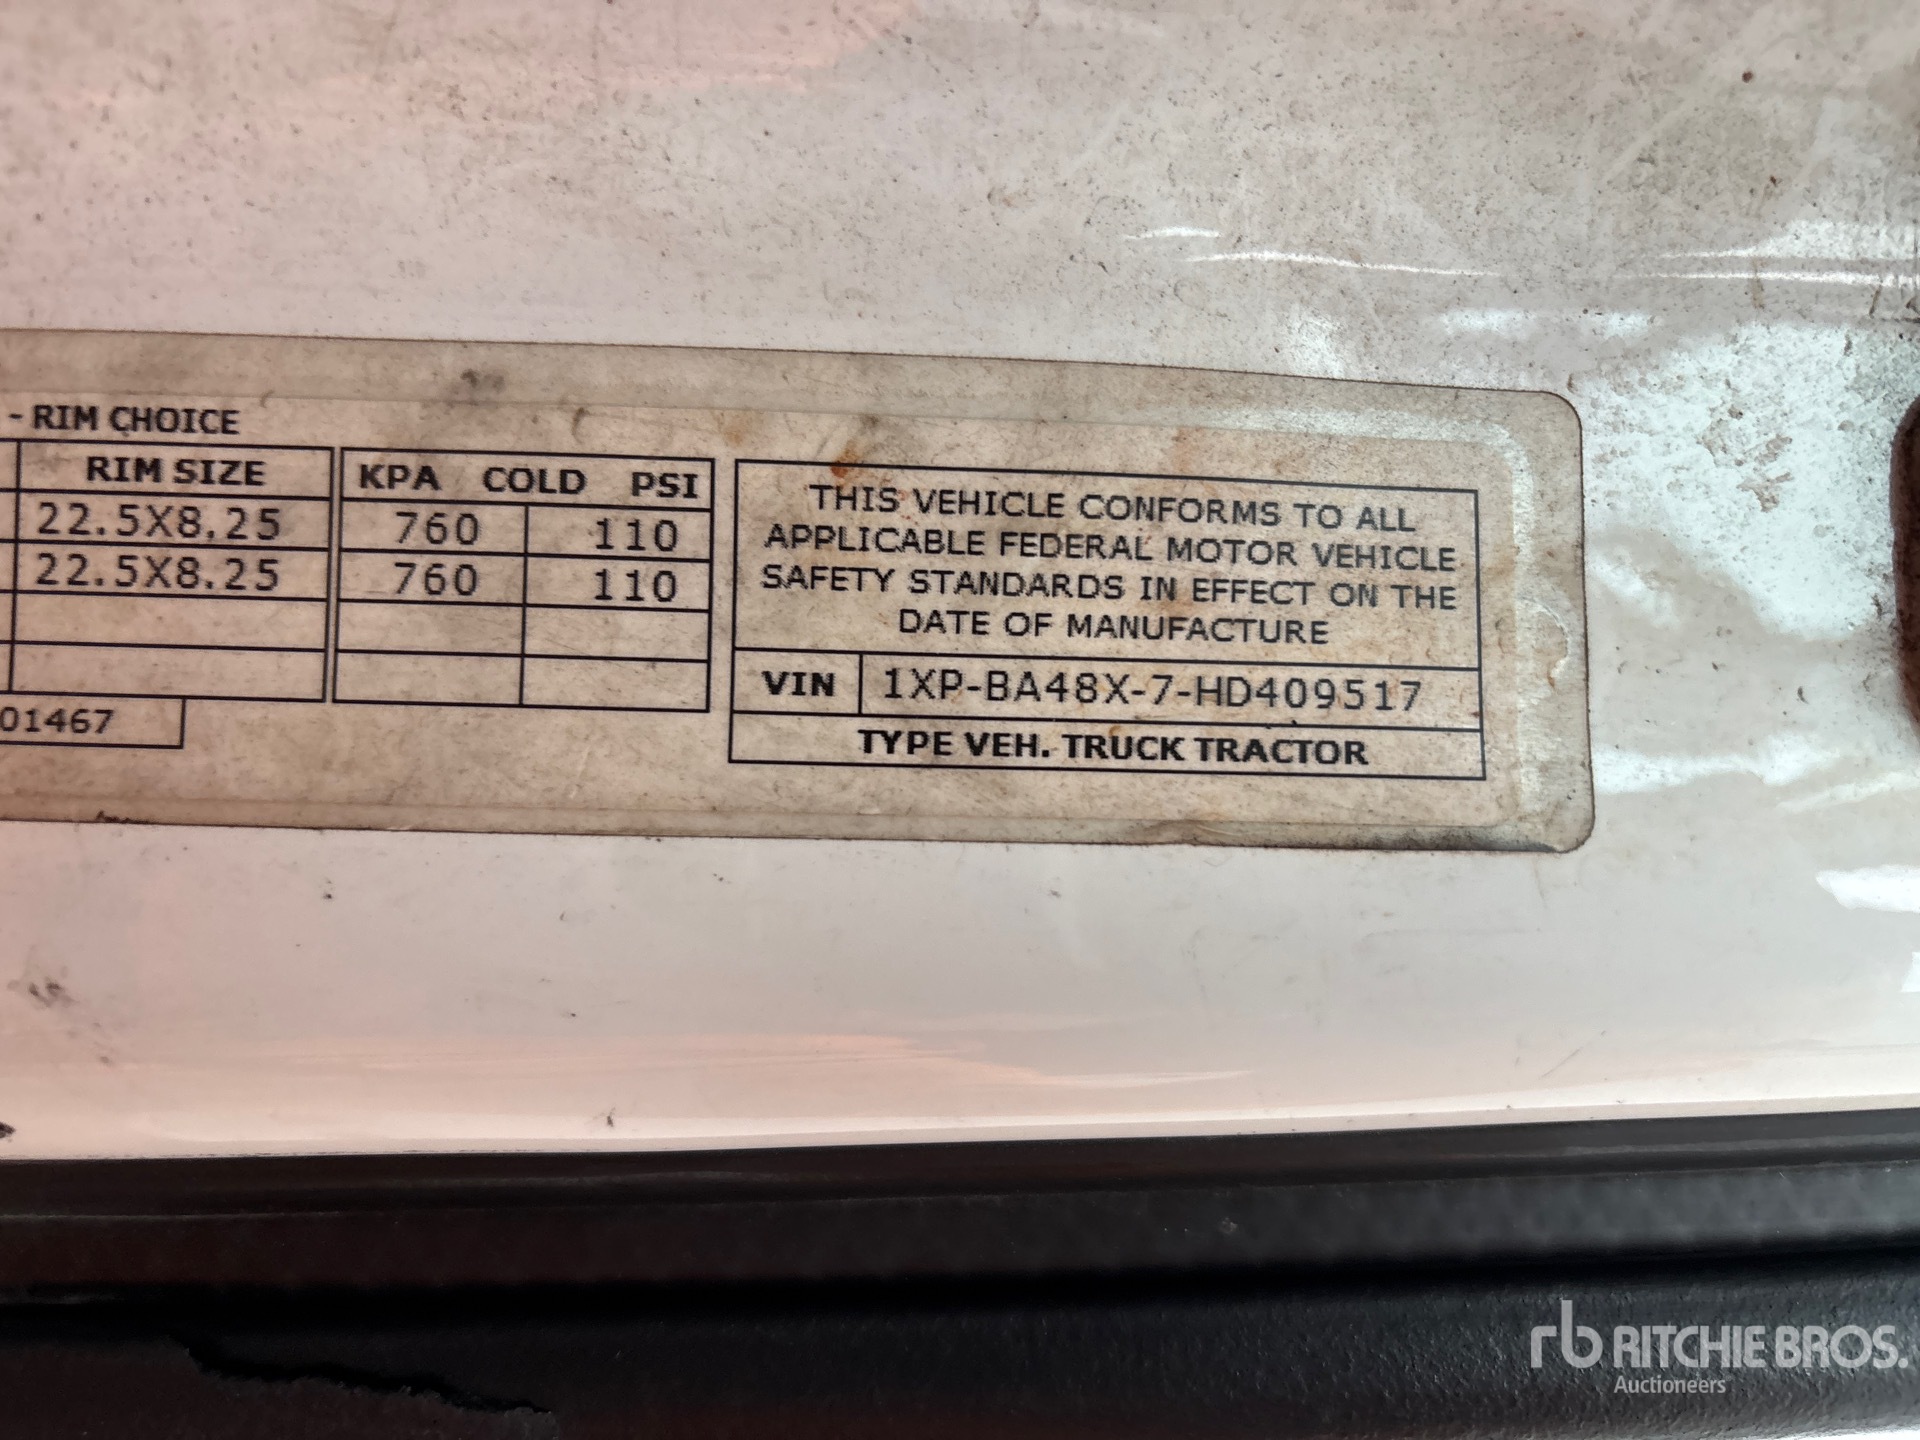 - RIM CHOICE
RIM SIZE
KPA COLD PSI
22.5X8.25 760 110
22.5X8.25 760 110
01467
THIS VEHICLE CONFORMS TO ALL
APPLICABLE FEDERAL MOTOR VEHICLE
SAFETY STANDARDS IN EFFECT ON THE
DATE OF MANUFACTURE
VIN 1XP-BA48X-7-HD409517
TYPE VEH. TRUCK TRACTOR
rb RITCHIE BROS.
Auctioneers